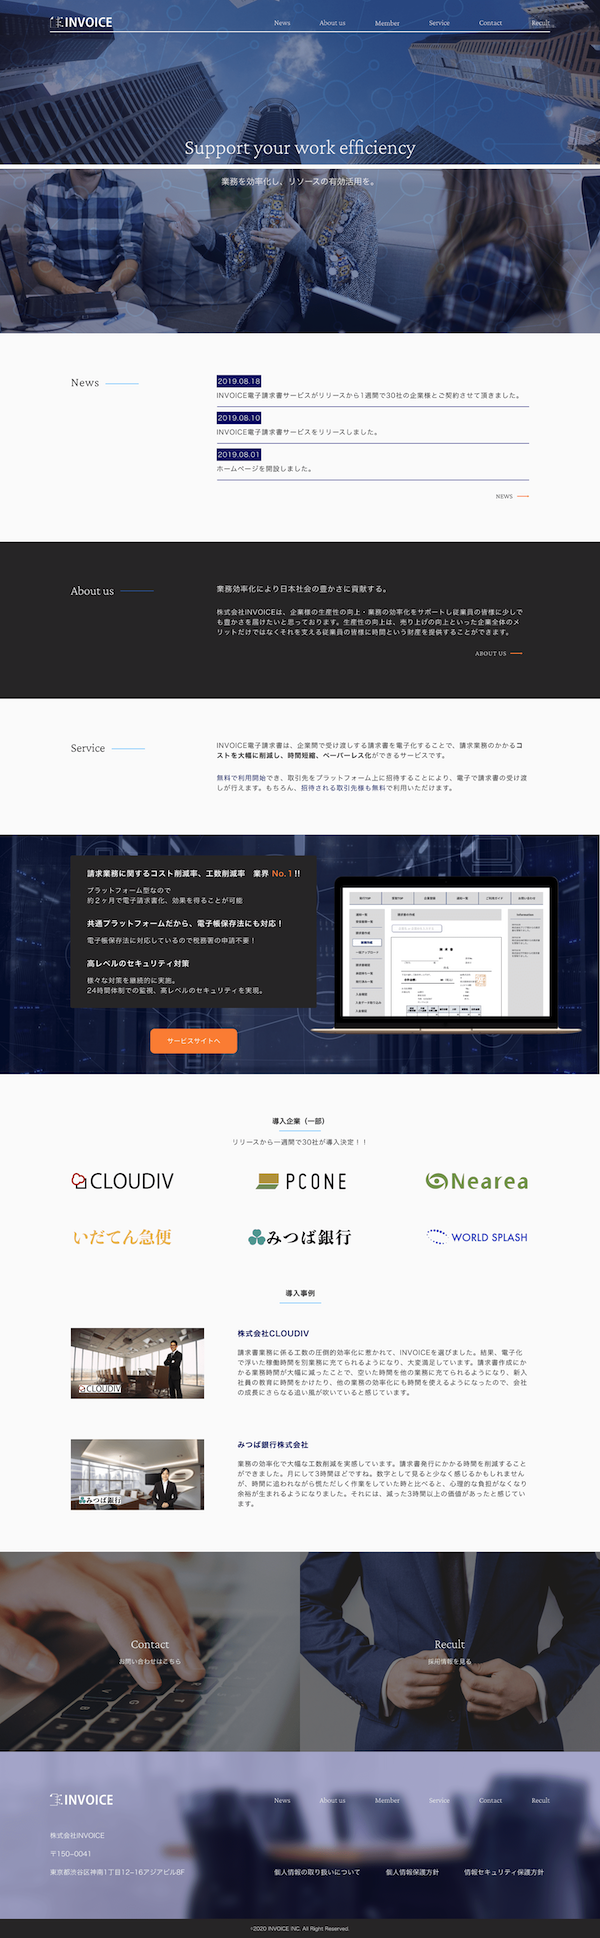 INVOICE
News About us Member Service Contact Recult
Support your work efficiency
業務を効率化し、リソースの有効活用を。
News
2019.08.18
INVOICE電子請求書サービスがリリースから1週間で30社の企業様とご契約させて頂きました。
2019.08.10
INVOICE電子請求書サービスをリリースしました。
2019.08.01
ホームページを開設しました。
NEWS
About us
業務効率化により日本社会の豊かさに貢献する。
株式会社INVOICEは、企業様の生産性の向上・業務の効率化をサポートし従業員の皆様に少しで
も豊かさを届けたいと思っております。生産性の向上は、売り上げの向上といった企業全体のメ
リットだけではなくそれを支える従業員の皆様に時間という財産を提供することができます。
ABOUT US
Service
INVOICE電子請求書は、企業間で受け渡しする請求書を電子化することで、請求業務のかかるコ
ストを大幅に削減し、時間短縮、ペーパーレス化ができるサービスです。
無料で利用開始でき、取引先をプラットフォーム上に招待することにより、電子で請求書の受け渡
しが行えます。もちろん、招待される取引先様も無料で利用いただけます。
請求業務に関するコスト削減率、工数削減率 業界 No.1!!
プラットフォーム型なので
約２ヶ月で電子請求書化、効果を得ることが可能
共通プラットフォームだから、電子帳保存法にも対応！
電子帳保存法に対応しているので税務署の申請不要！
高レベルのセキュリティ対策
様々な対策を継続的に実施。
24時間体制での監視、高レベルのセキュリティを実現。
サービスサイトへ
導入企業（一部）
リリースから一週間で30社が導入決定！！
CLOUDIV PCONE Nearea
いだてん急便 みつば銀行 WORLD SPLASH
導入事例
株式会社CLOUDIV
請求書業務に係る工数の圧倒的効率化に惹かれて、INVOICEを選びました。結果、電子化
で浮いた稼働時間を別業務に充てられるようになり、大変満足しています。請求書作成にか
かる業務時間が大幅に減ったことで、空いた時間を他の業務に充てられるようになり、新入
社員の教育に時間をかけたり、他の業務の効率化にも時間を使えるようになったので、会社
の成長にさらなる追い風が吹いていると感じています。
CLOUDIV
みつば銀行株式会社
業務の効率化で大幅な工数削減を実感しています。請求書発行にかかる時間を削減すること
ができました。月にして3時間ほどですね。数字として見ると少なく感じるかもしれません
が、時間に追われながら慌ただしく作業をしていた時と比べると、心理的な負担がなくなり
余裕が生まれるようになりました。それには、減った3時間以上の価値があったと感じてい
ます。
みつば銀行
Contact
お問い合わせはこちら
Recult
採用情報を見る
INVOICE
News About us Member Service Contact Recult
株式会社INVOICE
〒150−0041
東京都渋谷区神南1丁目12−16アジアビル8F
個人情報の取り扱いについて 個人情報保護方針 情報セキュリティ保護方針
©2020 INVOICE INC. All Right Reserved.